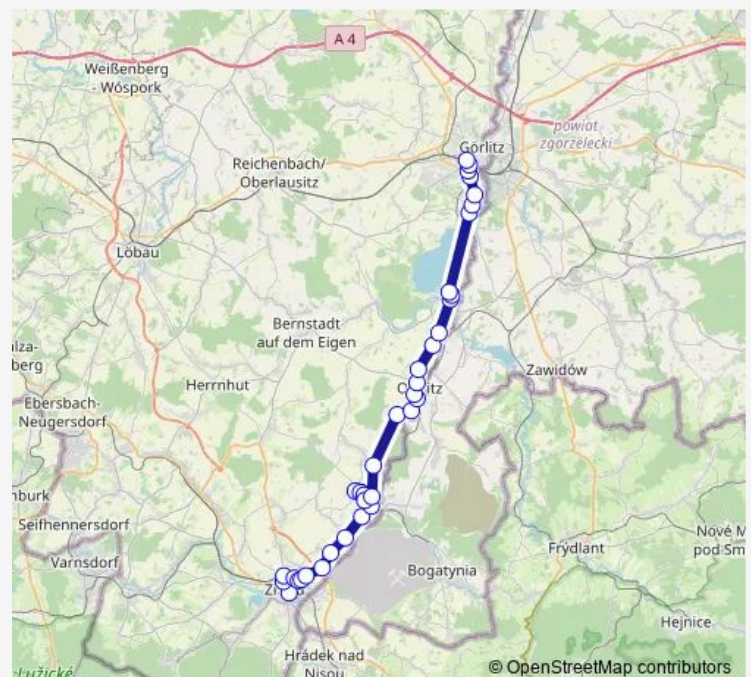 A 4
Weißenberg
- Wóspork
powiat
zgorzelecki
Görlitz
Reichenbach/
Oberlausitz
Löbau
Bernstadt
auf dem Eigen
alza-
berg
Zawidów
Herrnhut
Ebersbach-
Neugersdorf
nburk
Seifhennersdorf
Nové M
pod Sm
Frýdlant
Varnsdorf
Bogatynia
Hejnice
Hrádek nad
Nisou
Lužické
© OpenStreetMap contributors